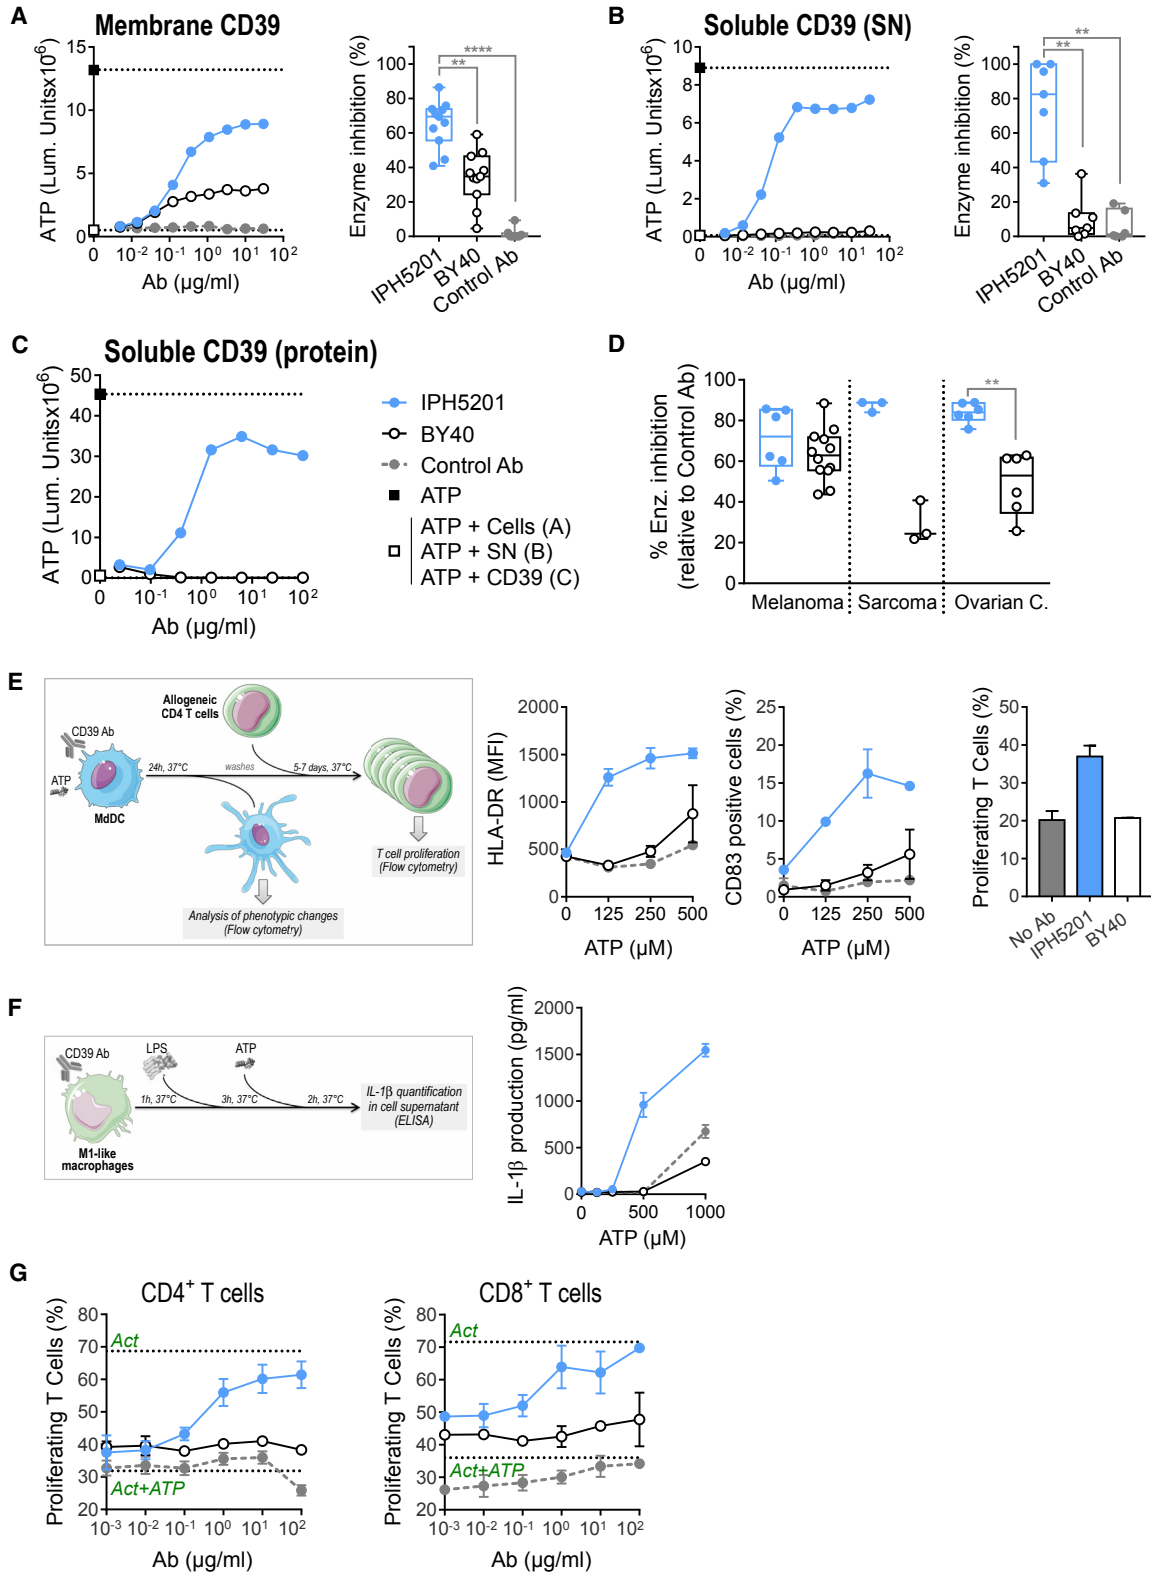 A
Membrane CD39
ATP (Lum. Unitsx10⁶)
15
10
5
0
0
10⁻²
10⁻¹
10⁰
10¹
10²
Ab (µg/ml)
Enzyme inhibition (%)
100
80
60
40
20
0
****
**
IPH5201
BY40
Control Ab
B
Soluble CD39 (SN)
ATP (Lum. Unitsx10⁶)
10
8
6
4
2
0
0
10⁻²
10⁻¹
10⁰
10¹
10²
Ab (µg/ml)
Enzyme inhibition (%)
100
80
60
40
20
0
**
**
IPH5201
BY40
Control Ab
C
Soluble CD39 (protein)
ATP (Lum. Unitsx10⁶)
50
40
30
20
10
0
0
10⁻¹
10⁰
10¹
10²
Ab (µg/ml)
IPH5201
BY40
Control Ab
ATP
ATP + Cells (A)
ATP + SN (B)
ATP + CD39 (C)
D
% Enz. inhibition
(relative to Control Ab)
100
80
60
40
20
0
**
Melanoma
Sarcoma
Ovarian C.
E
Allogeneic
CD4 T cells
CD39 Ab
ATP
24h, 37°C
washes
5-7 days, 37°C
MdDC
T cell proliferation
(Flow cytometry)
Analysis of phenotypic changes
(Flow cytometry)
HLA-DR (MFI)
2000
1500
1000
500
0
0
125
250
500
ATP (µM)
CD83 positive cells (%)
25
20
15
10
5
0
0
125
250
500
ATP (µM)
Proliferating T Cells (%)
50
40
30
20
10
0
No Ab
IPH5201
BY40
F
CD39 Ab
LPS
ATP
1h, 37°C
3h, 37°C
2h, 37°C
IL-1β quantification
in cell supernatant
(ELISA)
M1-like
macrophages
IL-1β production (pg/ml)
2000
1500
1000
500
0
0
500
1000
ATP (µM)
G
CD4⁺ T cells
Proliferating T Cells (%)
80
70
60
50
40
30
20
Act
Act+ATP
10⁻³
10⁻²
10⁻¹
10⁰
10¹
10²
Ab (µg/ml)
CD8⁺ T cells
Proliferating T Cells (%)
80
70
60
50
40
30
20
Act
Act+ATP
10⁻³
10⁻²
10⁻¹
10⁰
10¹
10²
Ab (µg/ml)